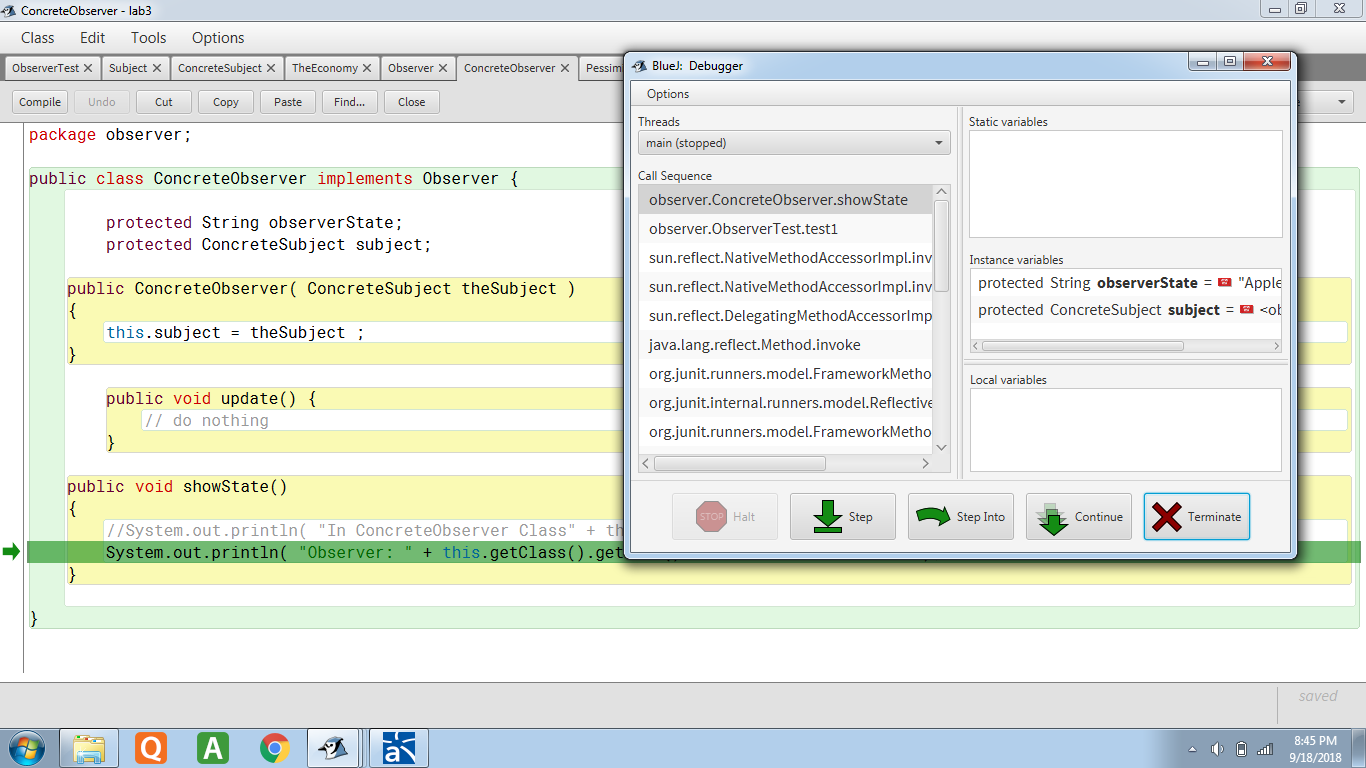 ConcreteObserver - lab3
Class Edit Tools Options
ObserverTest Subject ConcreteSubject TheEconomy Observer ConcreteObserver Pessim
Compile Undo Cut Copy Paste Find... Close
package observer;
public class ConcreteObserver implements Observer {
protected String observerState;
protected ConcreteSubject subject;
public ConcreteObserver( ConcreteSubject theSubject )
{
this.subject = theSubject ;
}
public void update() {
// do nothing
}
public void showState()
{
//System.out.println( "In ConcreteObserver Class" + th
System.out.println( "Observer: " + this.getClass().get
}
}
saved
BlueJ: Debugger
Options
Threads
main (stopped)
Call Sequence
observer.ConcreteObserver.showState
observer.ObserverTest.test1
sun.reflect.NativeMethodAccessorImpl.inv
sun.reflect.NativeMethodAccessorImpl.inv
sun.reflect.DelegatingMethodAccessorImp
java.lang.reflect.Method.invoke
org.junit.runners.model.FrameworkMetho
org.junit.internal.runners.model.Reflective
org.junit.runners.model.FrameworkMetho
Static variables
Instance variables
protected String observerState = "Apple
protected ConcreteSubject subject = <ob
Local variables
STOP Halt Step Step Into Continue Terminate
Q A a
8:45 PM
9/18/2018